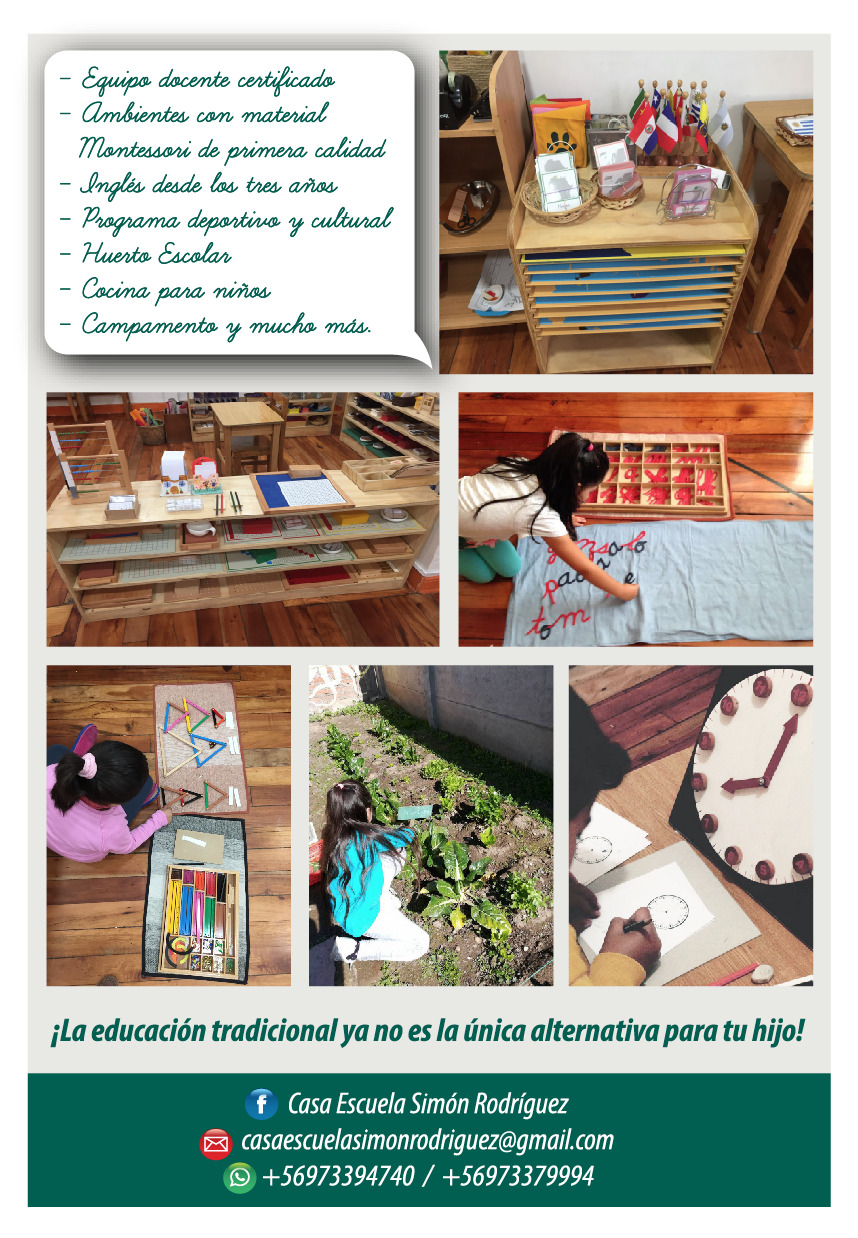 - Equipo docente certificado
- Ambientes con material
Montessori de primera calidad
- Inglés desde los tres años
- Programa deportivo y cultural
- Huerto Escolar
- Cocina para niños
- Campamento y mucho más.
¡La educación tradicional ya no es la única alternativa para tu hijo!
Casa Escuela Simón Rodríguez
casaescuelasimonrodriguez@gmail.com
+56973394740 / +56973379994